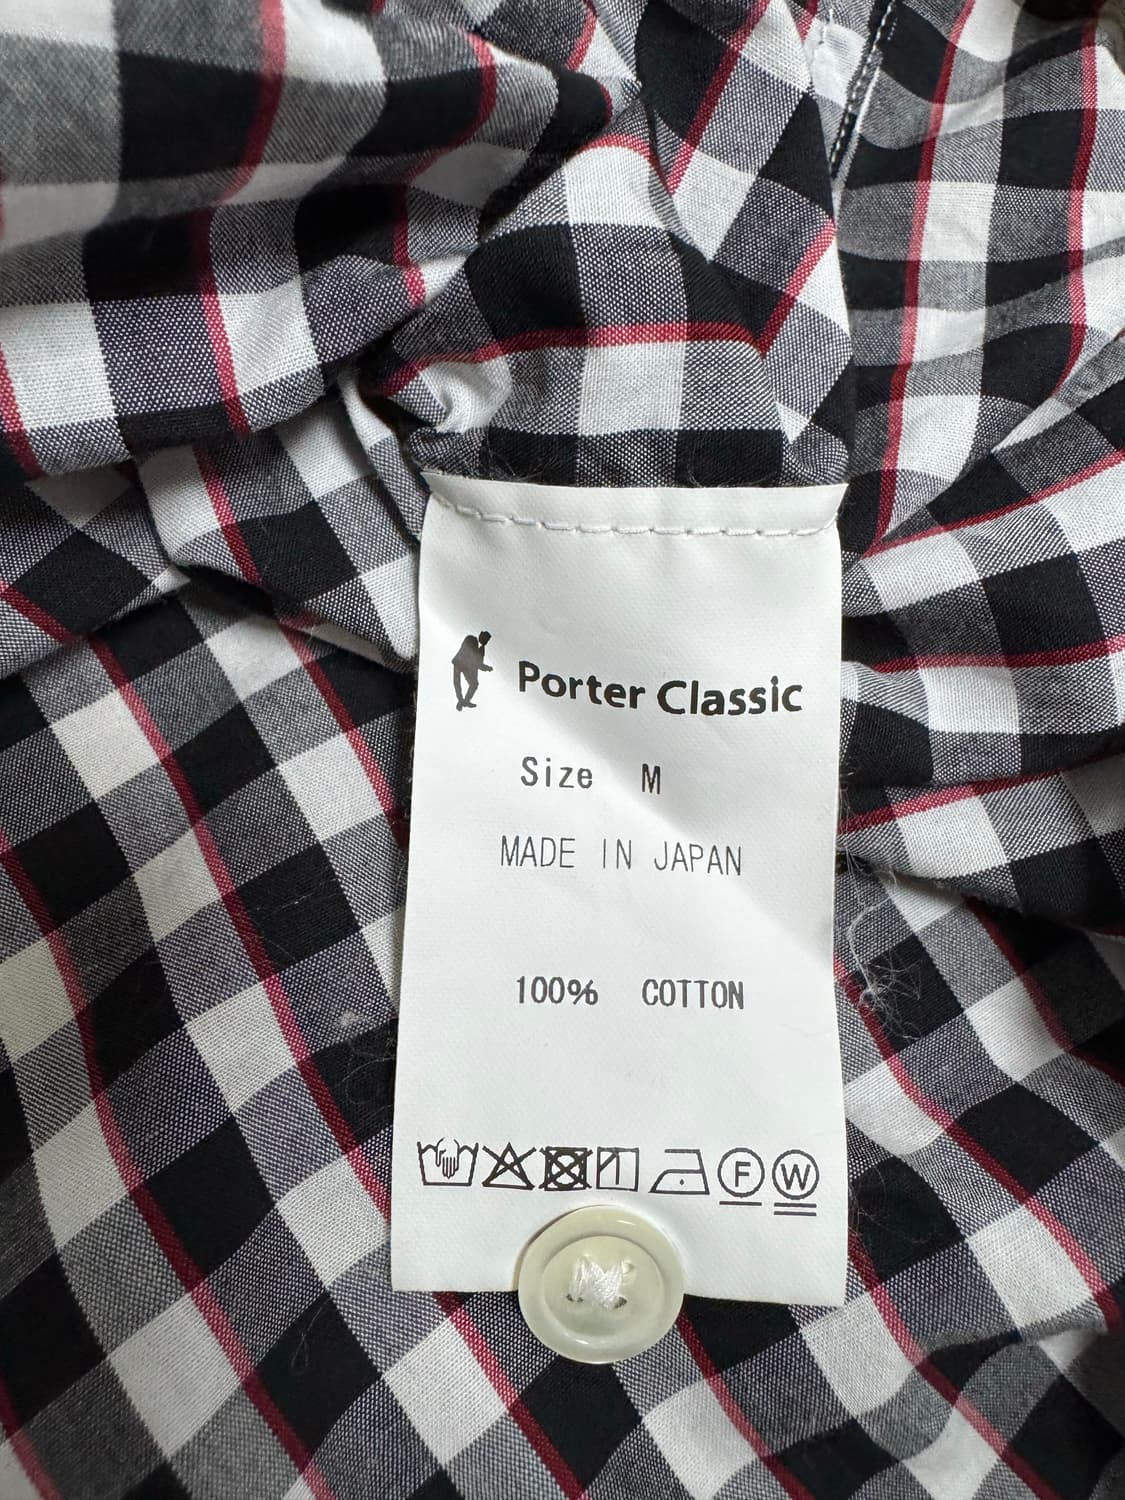 Porter Classic
Size M
MADE IN JAPAN
100% COTTON
F W